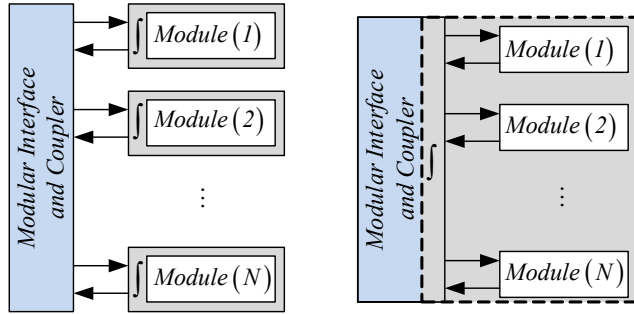 Modular Interface
and Coupler
∫ Module(1)
∫ Module(2)
⋮
∫ Module(N)
Modular Interface
and Coupler
∫
Module(1)
Module(2)
⋮
Module(N)